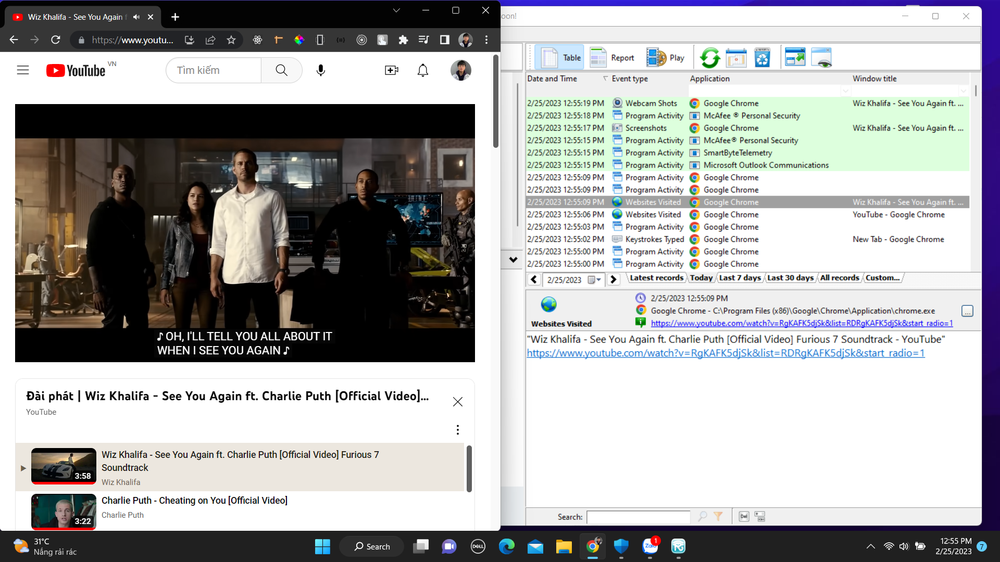 Wiz Khalifa - See You Again f
https://www.youtu...
YouTube VN
Tìm kiếm
♪ OH, I'LL TELL YOU ALL ABOUT IT
WHEN I SEE YOU AGAIN ♪
Đài phát | Wiz Khalifa - See You Again ft. Charlie Puth [Official Video]...
YouTube
Wiz Khalifa - See You Again ft. Charlie Puth [Official Video] Furious 7
Soundtrack
Wiz Khalifa
3:58
Charlie Puth - Cheating on You [Official Video]
Charlie Puth
3:22
oon!
Table Report Play
Date and Time Event type Application Window title
2/25/2023 12:55:19 PM Webcam Shots Google Chrome Wiz Khalifa - See You Again ft. ...
2/25/2023 12:55:18 PM Program Activity McAfee ® Personal Security
2/25/2023 12:55:17 PM Screenshots Google Chrome Wiz Khalifa - See You Again ft. ...
2/25/2023 12:55:15 PM Program Activity McAfee® Personal Security
2/25/2023 12:55:15 PM Program Activity SmartByteTelemetry
2/25/2023 12:55:15 PM Program Activity Microsoft Outlook Communications
2/25/2023 12:55:09 PM Program Activity Google Chrome
2/25/2023 12:55:09 PM Program Activity Google Chrome
2/25/2023 12:55:09 PM Websites Visited Google Chrome Wiz Khalifa - See You Again ft. ...
2/25/2023 12:55:06 PM Websites Visited Google Chrome YouTube - Google Chrome
2/25/2023 12:55:03 PM Program Activity Google Chrome
2/25/2023 12:55:02 PM Keystrokes Typed Google Chrome New Tab - Google Chrome
2/25/2023 12:55:00 PM Program Activity Google Chrome
2/25/2023 12:55:00 PM Program Activity Google Chrome
2/25/2023 Latest records Today Last 7 days Last 30 days All records Custom...
2/25/2023 12:55:09 PM
Google Chrome - C:\Program Files (x86)\Google\Chrome\Application\chrome.exe
...
Websites Visited https://www.youtube.com/watch?v=RgKAFK5djSk&list=RDRgKAFK5djSk&start_radio=1
"Wiz Khalifa - See You Again ft. Charlie Puth [Official Video] Furious 7 Soundtrack - YouTube"
https://www.youtube.com/watch?v=RgKAFK5djSk&list=RDRgKAFK5djSk&start_radio=1
Search:
Del
31°C
Nắng rải rác
Search
DELL
Zalo
1
12:55 PM
2/25/2023
7